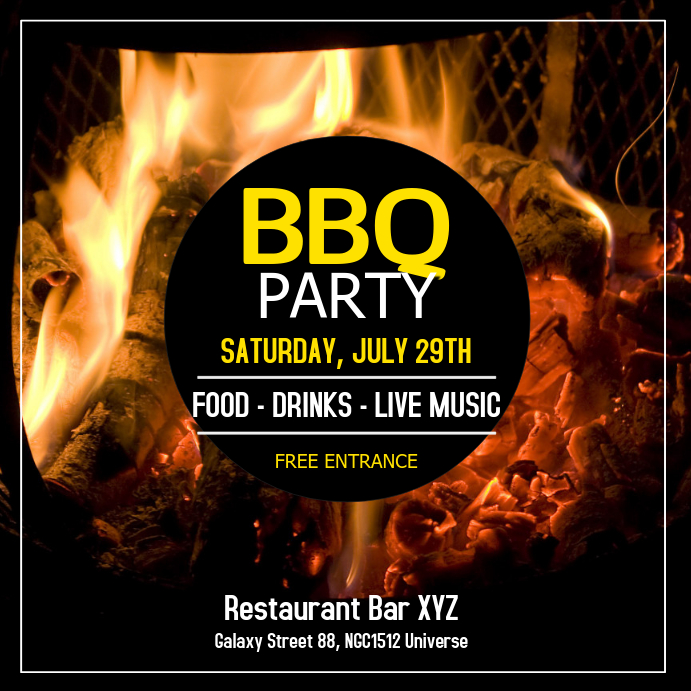 BBQ
PARTY
SATURDAY, JULY 29TH
FOOD - DRINKS - LIVE MUSIC
FREE ENTRANCE
Restaurant Bar XYZ
Galaxy Street 88, NGC1512 Universe